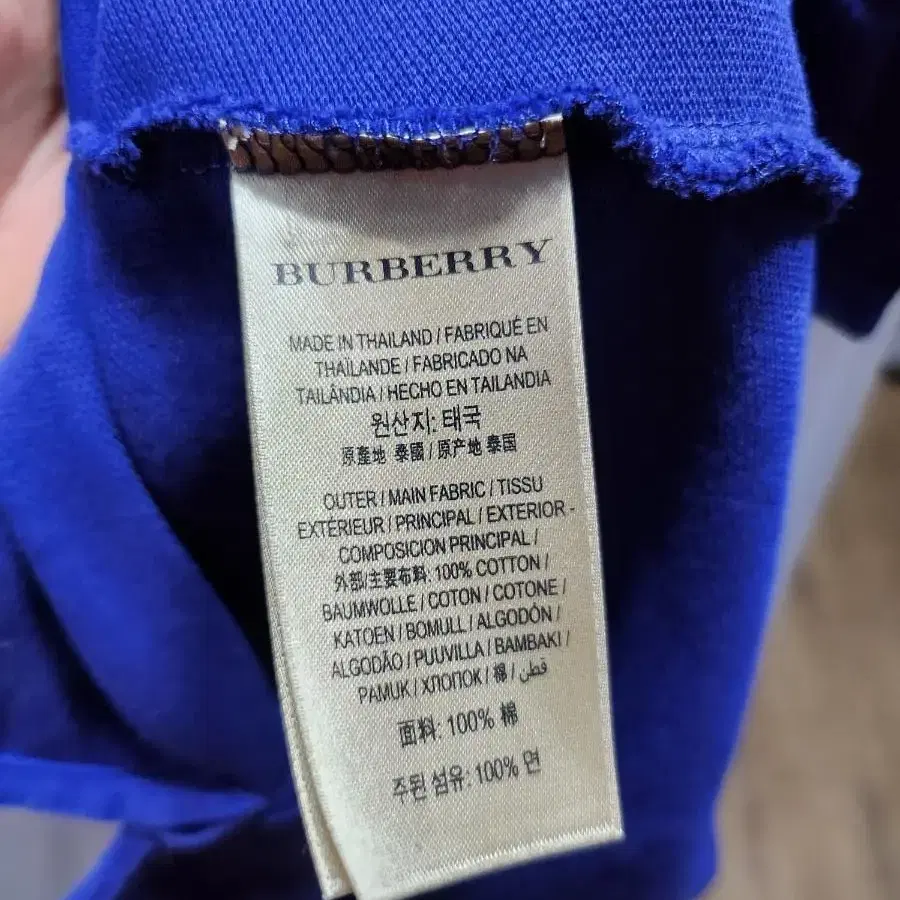 BURBERRY
MADE IN THAILAND / FABRIQUÉ EN
THAÏLANDE / FABRICADO NA
TAILÂNDIA / HECHO EN TAILANDIA
원산지: 태국
原產地 泰國 / 原产地 泰国
OUTER / MAIN FABRIC / TISSU
EXTÉRIEUR / PRINCIPAL / EXTERIOR -
COMPOSICION PRINCIPAL /
外部/主要布料: 100% COTTON /
BAUMWOLLE / COTON / COTONE /
KATOEN / BOMULL / ALGODÓN /
ALGODÃO / PUUVILLA / BAMBAKI /
PAMUK / ХЛОПОК / 棉 / قطن
面料: 100% 棉
주된 섬유: 100% 면